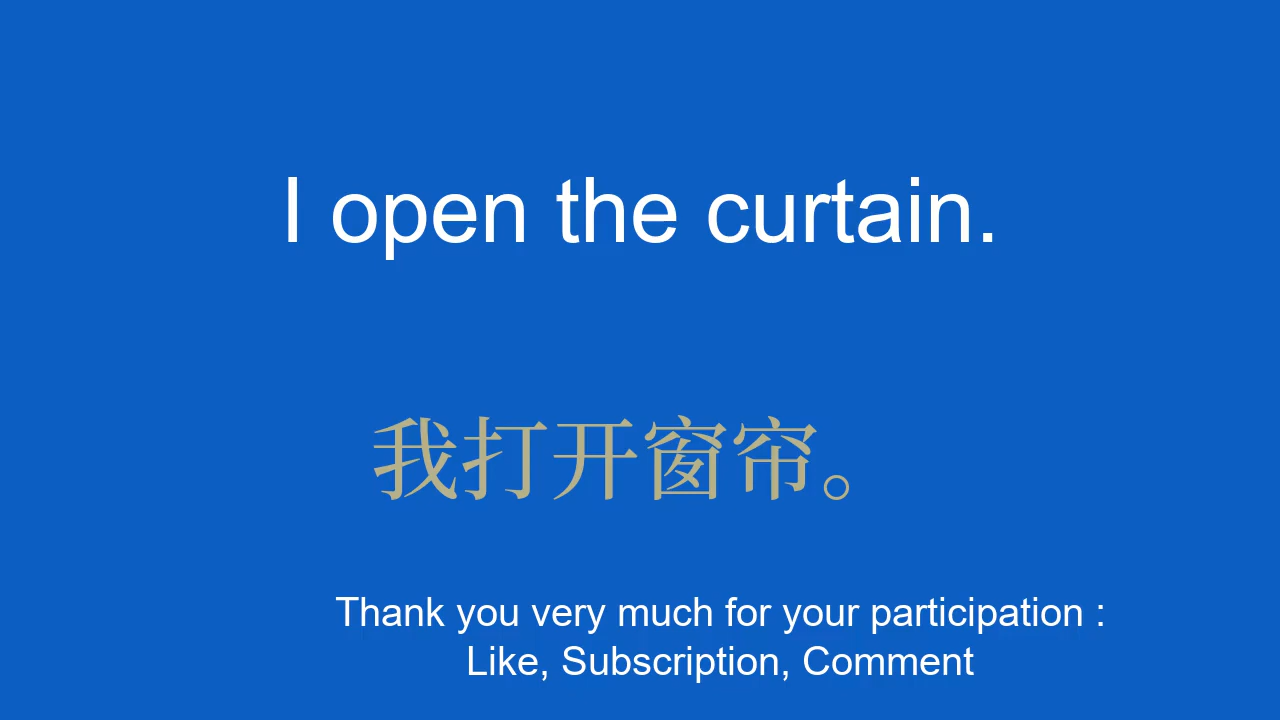 I open the curtain.
我打开窗帘。
Thank you very much for your participation :
Like, Subscription, Comment